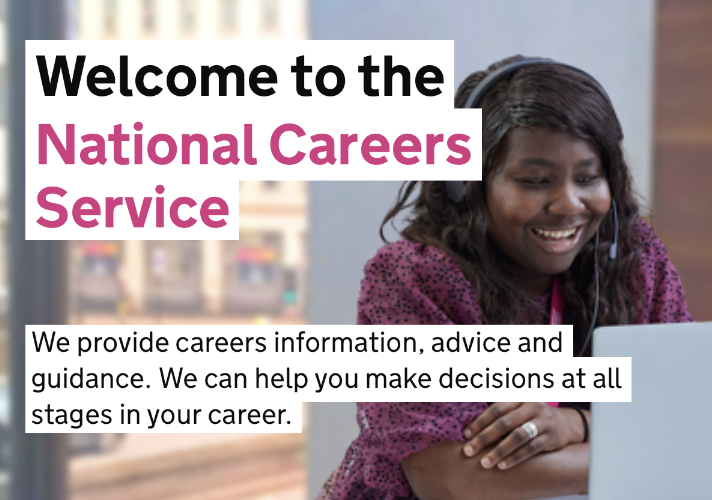 Welcome to the
National Careers
Service
We provide careers information, advice and
guidance. We can help you make decisions at all
stages in your career.